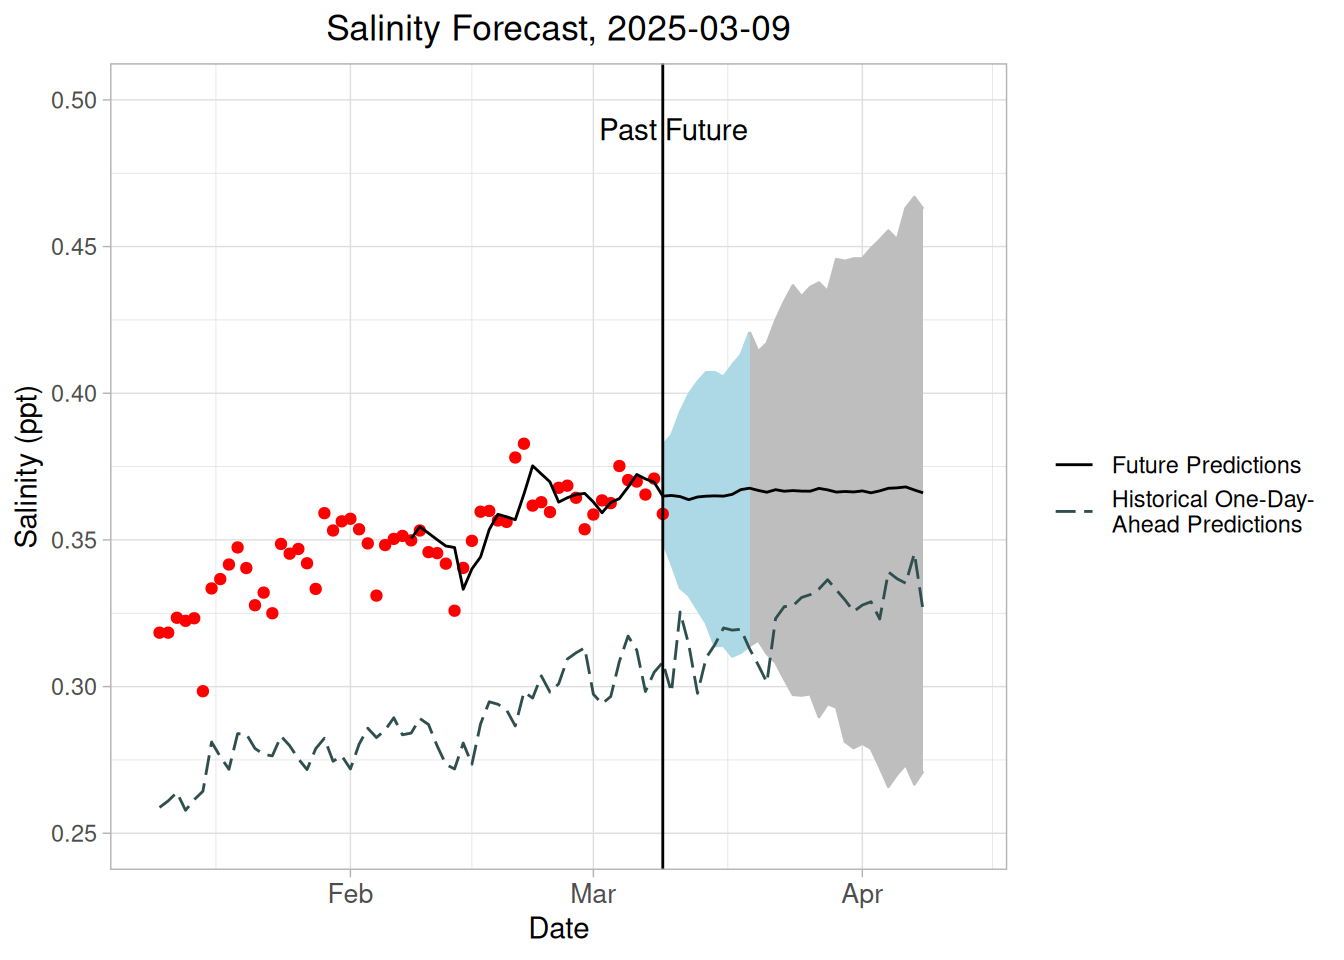 Salinity Forecast, 2025-03-09
Past Future
0.50
0.45
0.40
0.35
0.30
0.25
Salinity (ppt)
Feb Mar Apr
Date
Future Predictions
Historical One-Day-
Ahead Predictions